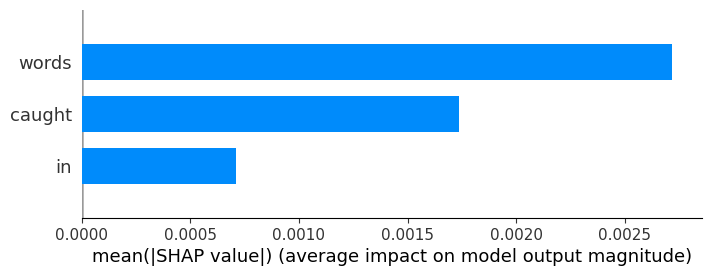 words
caught
in
0.0000 0.0005 0.0010 0.0015 0.0020 0.0025
mean(|SHAP value|) (average impact on model output magnitude)